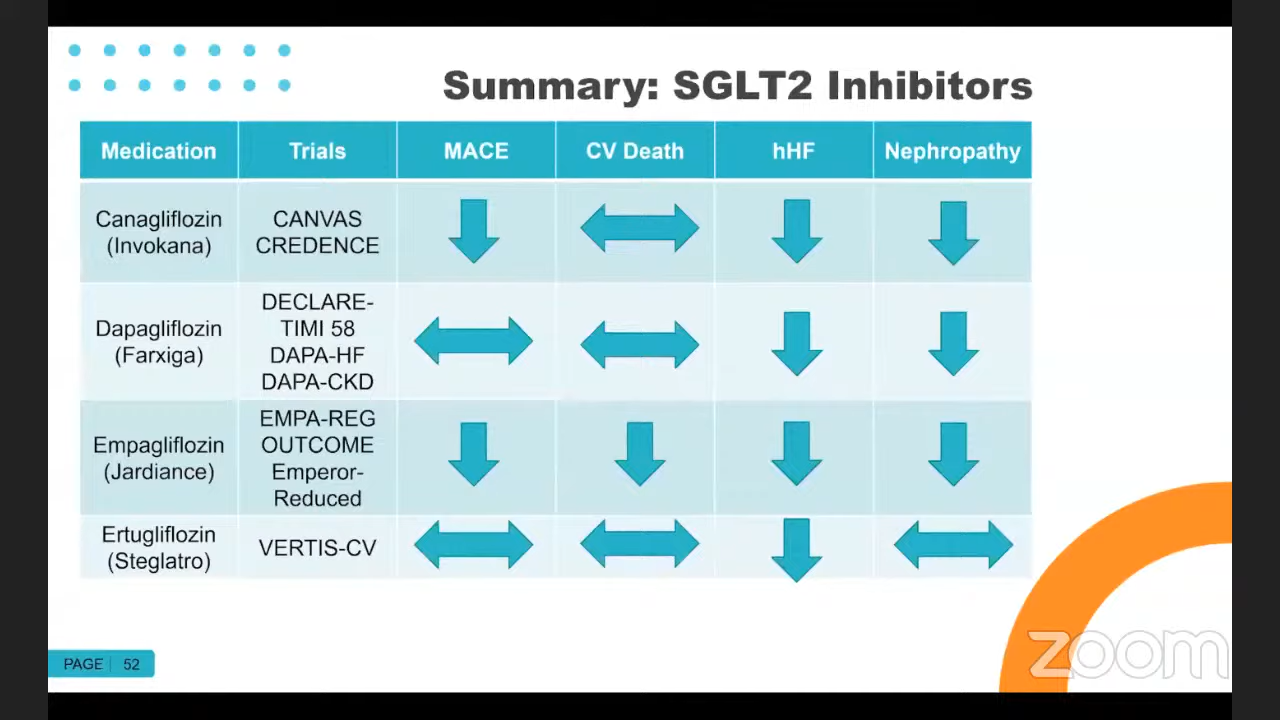 Summary: SGLT2 Inhibitors
Medication Trials MACE CV Death hHF Nephropathy
Canagliflozin
(Invokana)
CANVAS
CREDENCE
Dapagliflozin
(Farxiga)
DECLARE-
TIMI 58
DAPA-HF
DAPA-CKD
Empagliflozin
(Jardiance)
EMPA-REG
OUTCOME
Emperor-
Reduced
Ertugliflozin
(Steglatro)
VERTIS-CV
PAGE 52
zoom